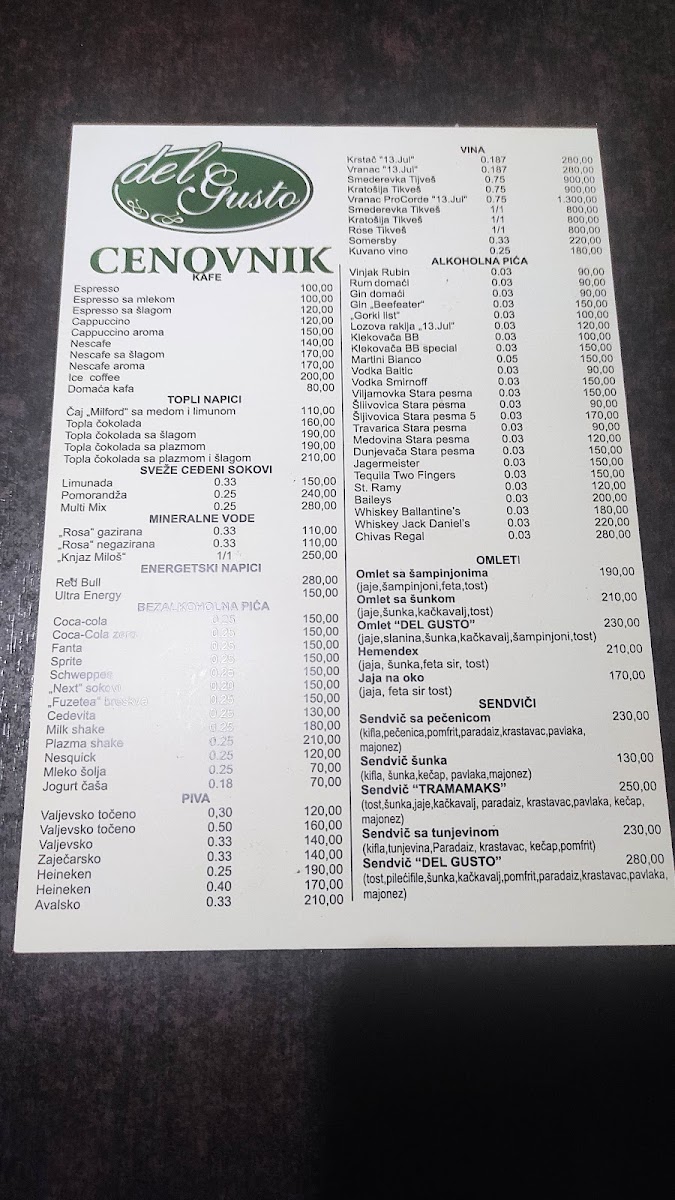 del Gusto
CENOVNIK
KAFE
Espresso 100,00
Espresso sa mlekom 100,00
Espresso sa šlagom 120,00
Cappuccino 120,00
Cappuccino aroma 150,00
Nescafe 140,00
Nescafe sa šlagom 170,00
Nescafe aroma 170,00
Ice coffee 200,00
Domaća kafa 80,00
TOPLI NAPICI
Čaj „Milford“ sa medom i limunom 110,00
Topla čokolada 160,00
Topla čokolada sa šlagom 190,00
Topla čokolada sa plazmom 190,00
Topla čokolada sa plazmom i šlagom 210,00
SVEŽE CEĐENI SOKOVI
Limunada 0.33 150,00
Pomorandža 0.25 240,00
Multi Mix 0.25 280,00
MINERALNE VODE
„Rosa“ gazirana 0.33 110,00
„Rosa“ negazirana 0.33 110,00
„Knjaz Miloš“ 1/1 250,00
ENERGETSKI NAPICI
Red Bull 280,00
Ultra Energy 150,00
BEZALKOHOLNA PIĆA
Coca-cola 0.25 150,00
Coca-Cola zero 0.25 150,00
Fanta 0.25 150,00
Sprite 0.25 150,00
Schweppes 0.25 150,00
„Next“ sokovi 0.25 150,00
„Fuzetea“ 0.25 150,00
Cedevita 0.25 130,00
Milk shake 0.25 180,00
Plazma shake 0.25 210,00
Nesquick 0.25 120,00
Mleko šolja 0.25 70,00
Jogurt čaša 0.18 70,00
PIVA
Valjevsko točeno 0,30 120,00
Valjevsko točeno 0.50 160,00
Valjevsko 0.33 140,00
Zaječarsko 0.33 140,00
Heineken 0.25 190,00
Heineken 0.40 170,00
Avalsko 0.33 210,00
VINA
Krstač "13.Jul" 0.187 280,00
Vranac "13.Jul" 0.187 280,00
Smederevka Tijveš 0.75 900,00
Kratošija Tikveš 0.75 900,00
Vranac ProCorde "13.Jul" 0.75 1.300,00
Smederevka Tikveš 1/1 800,00
Kratošija Tikveš 1/1 800,00
Rose Tikveš 1/1 800,00
Somersby 0.33 220,00
Kuvano vino 0.25 180,00
ALKOHOLNA PIĆA
Vinjak Rubin 0.03 90,00
Rum domaći 0.03 90,00
Gin domaći 0.03 90,00
Gin „Beefeater“ 0.03 150,00
„Gorki list“ 0.03 100,00
Lozova rakija „13.Jul“ 0.03 120,00
Klekovača BB 0.03 100,00
Klekovača BB special 0.03 150,00
Martini Bianco 0.05 150,00
Vodka Baltic 0.03 90,00
Vodka Smirnoff 0.03 150,00
Viljamovka Stara pesma 0.03 150,00
Šljivovica Stara pesma 0.03 90,00
Šljivovica Stara pesma 5 0.03 170,00
Travarica Stara pesma 0.03 90,00
Medovina Stara pesma 0.03 120,00
Dunjevača Stara pesma 0.03 150,00
Jagermeister 0.03 150,00
Tequila Two Fingers 0.03 150,00
St. Ramy 0.03 120,00
Baileys 0.03 200,00
Whiskey Ballantine's 0.03 180,00
Whiskey Jack Daniel's 0.03 220,00
Chivas Regal 0.03 280,00
OMLETI
Omlet sa šampinjonima 190,00
(jaje,šampinjoni,feta,tost)
Omlet sa šunkom 210,00
(jaje,šunka,kačkavalj,tost)
Omlet “DEL GUSTO” 230,00
(jaje,slanina,šunka,kačkavalj,šampinjoni,tost)
Hemendex 210,00
(jaja, šunka,feta sir, tost)
Jaja na oko 170,00
(jaja, feta sir tost)
SENDVIČI
Sendvič sa pečenicom 230,00
(kifla,pečenica,pomfrit,paradaiz,krastavac,pavlaka,
majonez)
Sendvič šunka 130,00
(kifla, šunka,kečap, pavlaka,majonez)
Sendvič “TRAMAMAKS” 250,00
(tost,šunka,jaje,kačkavalj, paradaiz, krastavac,pavlaka, kečap,
majonez)
Sendvič sa tunjevinom 230,00
(kifla,tunjevina,Paradaiz, krastavac, kečap,pomfrit)
Sendvič “DEL GUSTO” 280,00
(tost,pilećifile,šunka,kačkavalj,pomfrit,paradaiz,krastavac,pavlaka,
majonez)